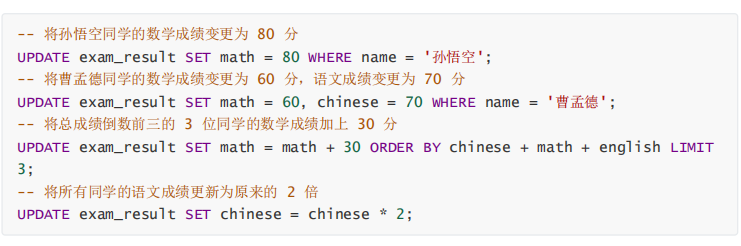 -- 将孙悟空同学的数学成绩变更为 80 分
UPDATE exam_result SET math = 80 WHERE name = '孙悟空';
-- 将曹孟德同学的数学成绩变更为 60 分，语文成绩变更为 70 分
UPDATE exam_result SET math = 60, chinese = 70 WHERE name = '曹孟德';
-- 将总成绩倒数前三的 3 位同学的数学成绩加上 30 分
UPDATE exam_result SET math = math + 30 ORDER BY chinese + math + english LIMIT
3;
-- 将所有同学的语文成绩更新为原来的 2 倍
UPDATE exam_result SET chinese = chinese * 2;